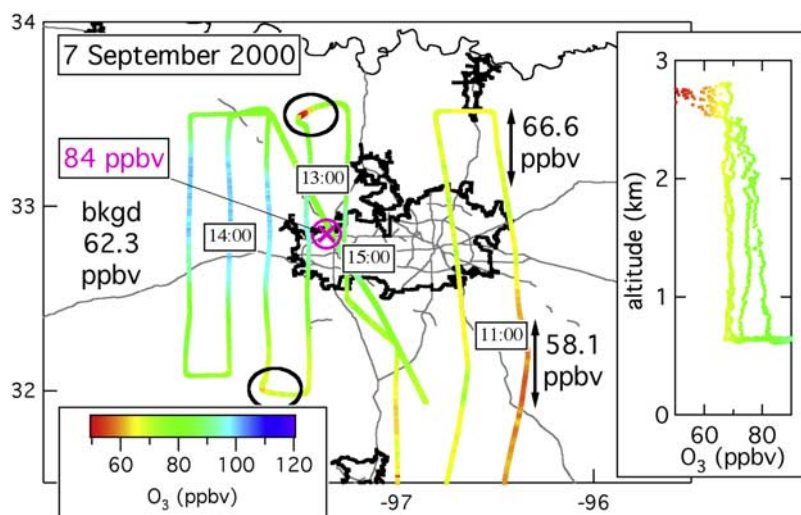 34
7 September 2000
84 ppbv
bkgd
62.3
ppbv
66.6
ppbv
13:00
33
14:00
15:00
11:00
58.1
ppbv
32
60
80
100
120
O3 (ppbv)
-97
-96
3
2
1
0
altitude (km)
60
80
O3 (ppbv)